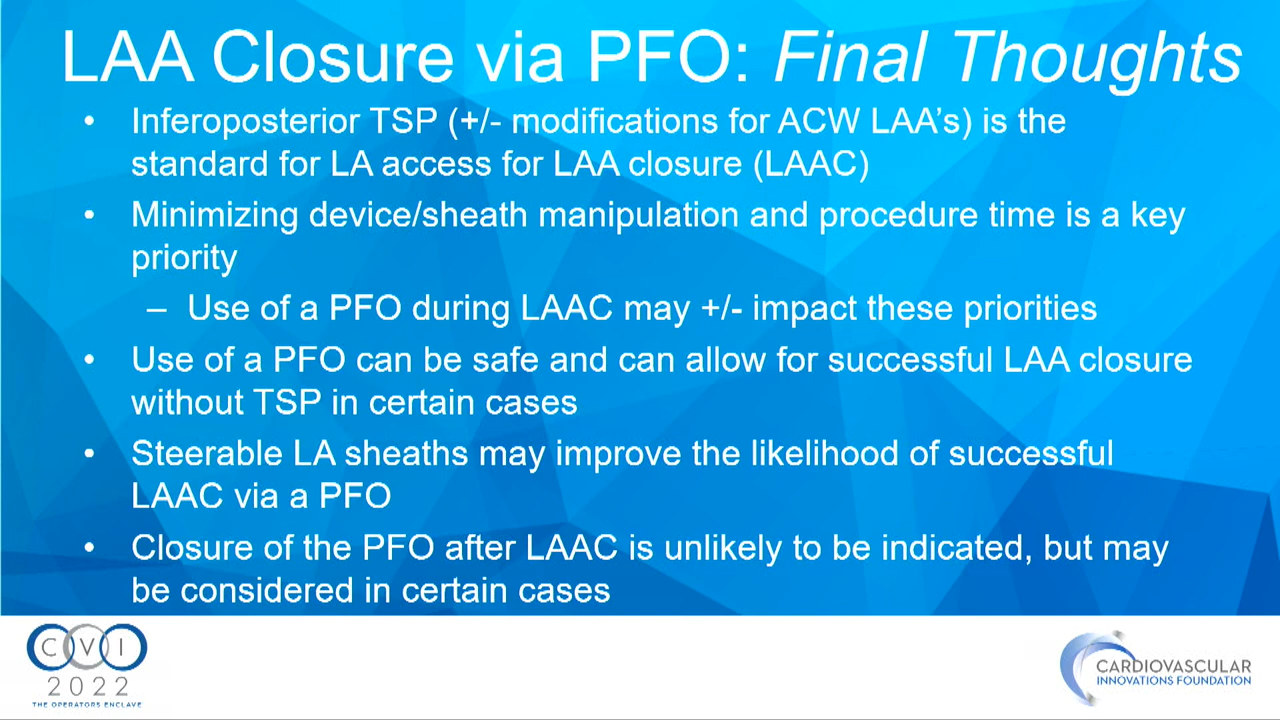 LAA Closure via PFO: Final Thoughts
• Inferoposterior TSP (+/- modifications for ACW LAA's) is the
standard for LA access for LAA closure (LAAC)
• Minimizing device/sheath manipulation and procedure time is a key
priority
– Use of a PFO during LAAC may +/- impact these priorities
• Use of a PFO can be safe and can allow for successful LAA closure
without TSP in certain cases
• Steerable LA sheaths may improve the likelihood of successful
LAAC via a PFO
• Closure of the PFO after LAAC is unlikely to be indicated, but may
be considered in certain cases
CVI
2022
THE OPERATORS ENCLAVE
CARDIOVASCULAR
INNOVATIONS FOUNDATION